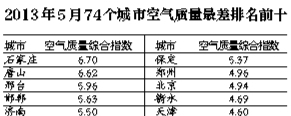 2013年5月74个城市空气质量最差排名前十
城市 空气质量综合指数 城市 空气质量综合指数
石家庄 6.70 保定 5.37
唐山 6.62 郑州 4.96
邢台 5.96 北京 4.94
邯郸 5.63 衡水 4.69
济南 5.50 天津 4.60